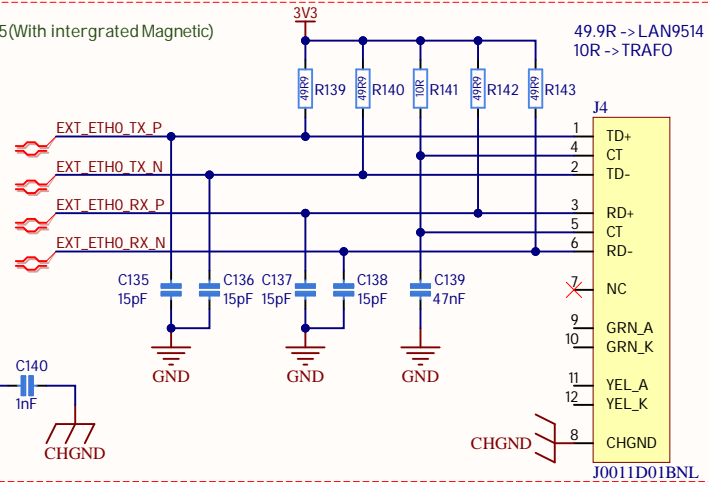 3V3
5(With intergrated Magnetic)
49.9R -> LAN9514
10R -> TRAFO
49R9 R139
49R9 R140
10R R141
49R9 R142
49R9 R143
J4
EXT_ETH0_TX_P
1 TD+
4 CT
EXT_ETH0_TX_N
2 TD-
EXT_ETH0_RX_P
3 RD+
5 CT
EXT_ETH0_RX_N
6 RD-
C135
15pF
C136
15pF
C137
15pF
C138
15pF
C139
47nF
7 NC
9 GRN_A
10 GRN_K
GND
GND
GND
C140
1nF
11 YEL_A
12 YEL_K
CHGND
CHGND
8 CHGND
J0011D01BNL